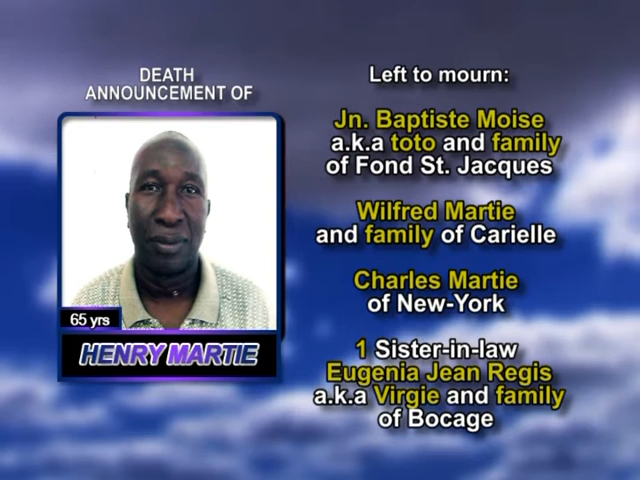 DEATH
ANNOUNCEMENT OF
65 yrs
HENRY MARTIE
Left to mourn:
Jn. Baptiste Moise
a.k.a toto and family
of Fond St. Jacques
Wilfred Martie
and family of Carielle
Charles Martie
of New-York
1 Sister-in-law
Eugenia Jean Regis
a.k.a Virgie and family
of Bocage